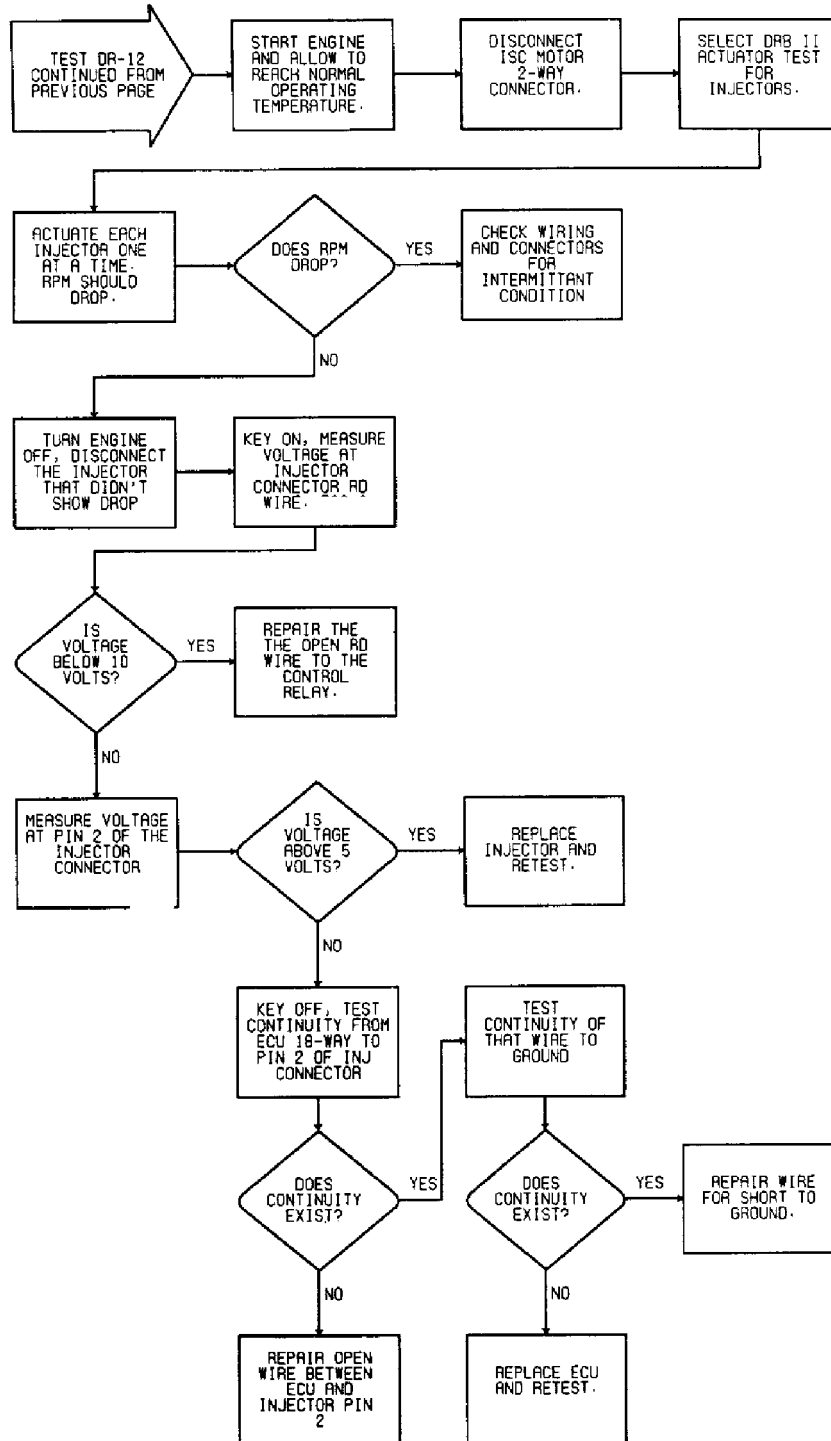 TEST DR-12
CONTINUED FROM
PREVIOUS PAGE
START ENGINE
AND ALLOW TO
REACH NORMAL
OPERATING
TEMPERATURE.
DISCONNECT
ISC MOTOR
2-WAY
CONNECTOR.
SELECT DRB II
ACTUATOR TEST
FOR
INJECTORS.
ACTUATE EACH
INJECTOR ONE
AT A TIME.
RPM SHOULD
DROP.
DOES RPM
DROP?
YES
CHECK WIRING
AND CONNECTORS
FOR
INTERMITTANT
CONDITION
NO
TURN ENGINE
OFF, DISCONNECT
THE INJECTOR
THAT DIDN'T
SHOW DROP
KEY ON, MEASURE
VOLTAGE AT
INJECTOR
CONNECTOR RD
WIRE.
IS
VOLTAGE
BELOW 10
VOLTS?
YES
REPAIR THE
THE OPEN RD
WIRE TO THE
CONTROL
RELAY.
NO
MEASURE VOLTAGE
AT PIN 2 OF THE
INJECTOR
CONNECTOR
IS
VOLTAGE
ABOVE 5
VOLTS?
YES
REPLACE
INJECTOR AND
RETEST.
NO
KEY OFF, TEST
CONTINUITY FROM
ECU 18-WAY TO
PIN 2 OF INJ
CONNECTOR
TEST
CONTINUITY OF
THAT WIRE TO
GROUND
DOES
CONTINUITY
EXIST?
YES
DOES
CONTINUITY
EXIST?
YES
REPAIR WIRE
FOR SHORT TO
GROUND.
NO
NO
REPAIR OPEN
WIRE BETWEEN
ECU AND
INJECTOR PIN
2
REPLACE ECU
AND RETEST.